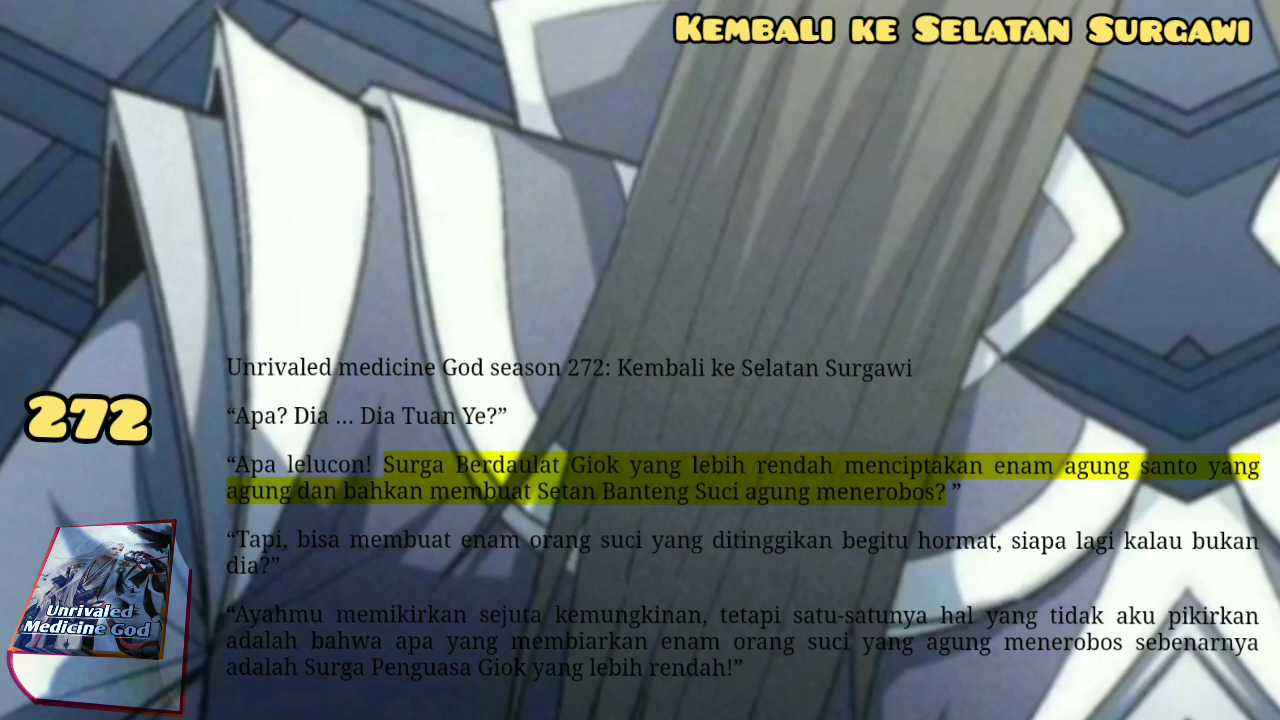 Kembali ke Selatan Surgawi
Unrivaled medicine God season 272: Kembali ke Selatan Surgawi
“Apa? Dia … Dia Tuan Ye?”
“Apa lelucon! Surga Berdaulat Giok yang lebih rendah menciptakan enam agung santo yang
agung dan bahkan membuat Setan Banteng Suci agung menerobos? ”
“Tapi, bisa membuat enam orang suci yang ditinggikan begitu hormat, siapa lagi kalau bukan
dia?”
“Ayahmu memikirkan sejuta kemungkinan, tetapi satu-satunya hal yang tidak aku pikirkan
adalah bahwa apa yang membiarkan enam orang suci yang agung menerobos sebenarnya
adalah Surga Penguasa Giok yang lebih rendah!”
272
Unrivaled
Medicine God